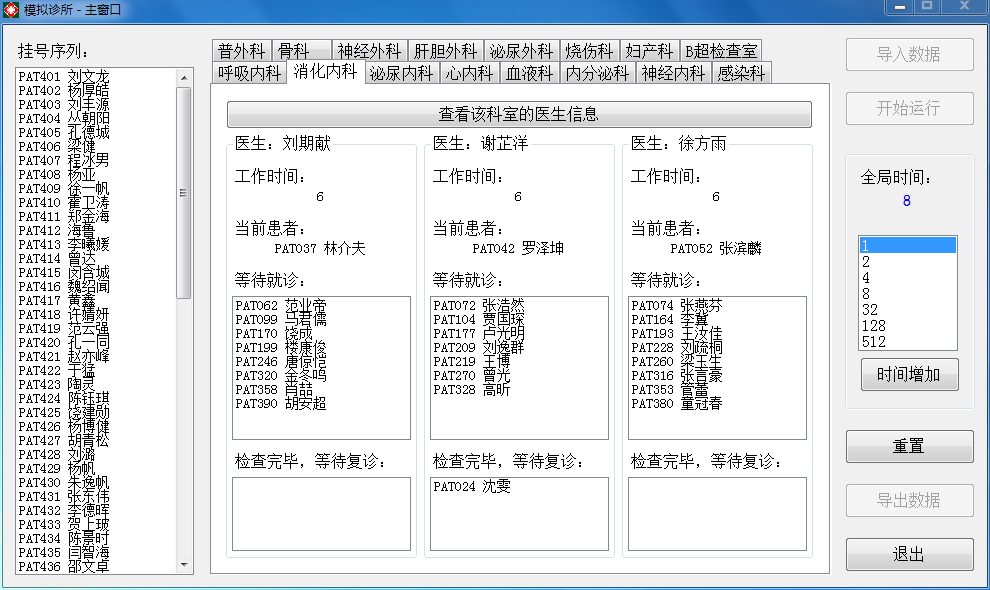 模拟诊所 - 主窗口
挂号序列:
PAT401 刘文龙
PAT402 杨厚皓
PAT403 刘丰源
PAT404 丛朝阳
PAT405 孔德城
PAT406 梁健
PAT407 程冰男
PAT408 杨亚
PAT409 徐一帆
PAT410 霍卫涛
PAT411 郑金海
PAT412 海鲁
PAT413 李曦媛
PAT414 曾达
PAT415 闵含城
PAT416 魏绍闻
PAT417 黄鑫
PAT418 许婧妍
PAT419 范云强
PAT420 孔一同
PAT421 赵亦峰
PAT422 于猛
PAT423 陶灵
PAT424 陈钰琪
PAT425 饶建勋
PAT426 杨博健
PAT427 胡青松
PAT428 刘潞
PAT429 杨帆
PAT430 朱逸帆
PAT431 张东伟
PAT432 李德晖
PAT433 贺上玻
PAT434 陈景时
PAT435 闫智海
PAT436 邵文卓
普外科 骨科 神经外科 肝胆外科 泌尿外科 烧伤科 妇产科 B超检查室
呼吸内科 消化内科 泌尿内科 心内科 血液科 内分泌科 神经内科 感染科
查看该科室的医生信息
医生: 刘期献
工作时间:
6
当前患者:
PAT037 林介夫
等待就诊:
PAT062 范业帝
PAT099 马君儒
PAT170 饶成
PAT199 楼康俊
PAT246 唐惊恺
PAT320 金冬鸣
PAT358 肖喆
PAT390 胡安超
检查完毕，等待复诊:
医生: 谢芷洋
工作时间:
6
当前患者:
PAT042 罗泽坤
等待就诊:
PAT072 张浩然
PAT104 贾国琛
PAT177 卢光明
PAT209 刘逸群
PAT219 王博
PAT270 曾光
PAT328 高昕
检查完毕，等待复诊:
PAT024 沈雯
医生: 徐方雨
工作时间:
6
当前患者:
PAT052 张滨麟
等待就诊:
PAT074 张燕芬
PAT164 李冀
PAT193 王汝佳
PAT228 刘疏桐
PAT260 梁玉生
PAT316 张言豪
PAT353 管蕾
PAT380 童冠春
检查完毕，等待复诊:
导入数据
开始运行
全局时间:
8
1
2
4
8
32
128
512
时间增加
重置
导出数据
退出